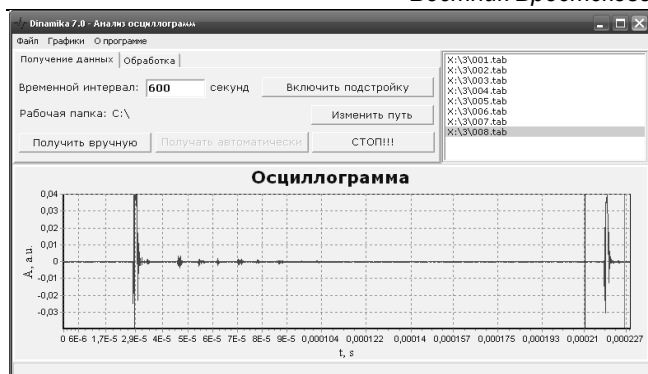 Dinamika 7.0 - Анализ осциллограмм
Файл Графики О программе
Получение данных Обработка
Временной интервал: 600 секунд Включить подстройку
Рабочая папка: C:\ Изменить путь
Получить вручную Получать автоматически СТОП!!!
X:\3\001.tab
X:\3\002.tab
X:\3\003.tab
X:\3\004.tab
X:\3\005.tab
X:\3\006.tab
X:\3\007.tab
X:\3\008.tab
Осциллограмма
A, a.u.
0,04
0,03
0,02
0,01
0
-0,01
-0,02
-0,03
0 6E-6 1,7E-5 2,9E-5 4E-5 5E-5 6E-5 7E-5 8E-5 9E-5 0,000104 0,000122 0,00014 0,000157 0,000175 0,000193 0,00021 0,000227
t, s